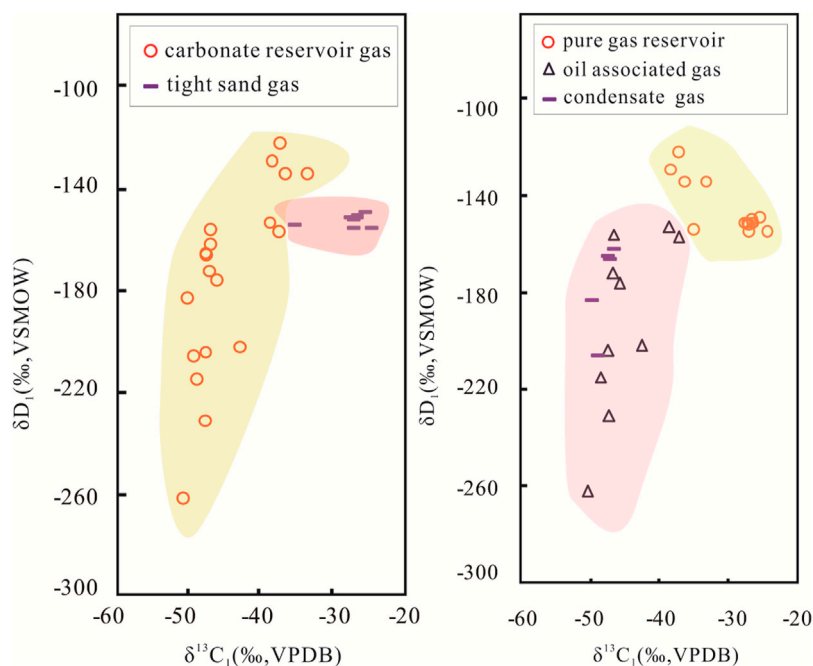 carbonate reservoir gas
tight sand gas
-100
-140
-180
-220
-260
-300
-60
-50
-40
-30
-20
δD₁(‰,VSMOW)
δ¹³C₁(‰,VPDB)
pure gas reservoir
oil associated gas
condensate gas
-100
-140
-180
-220
-260
-300
-60
-50
-40
-30
-20
δD₁(‰,VSMOW)
δ¹³C₁(‰,VPDB)